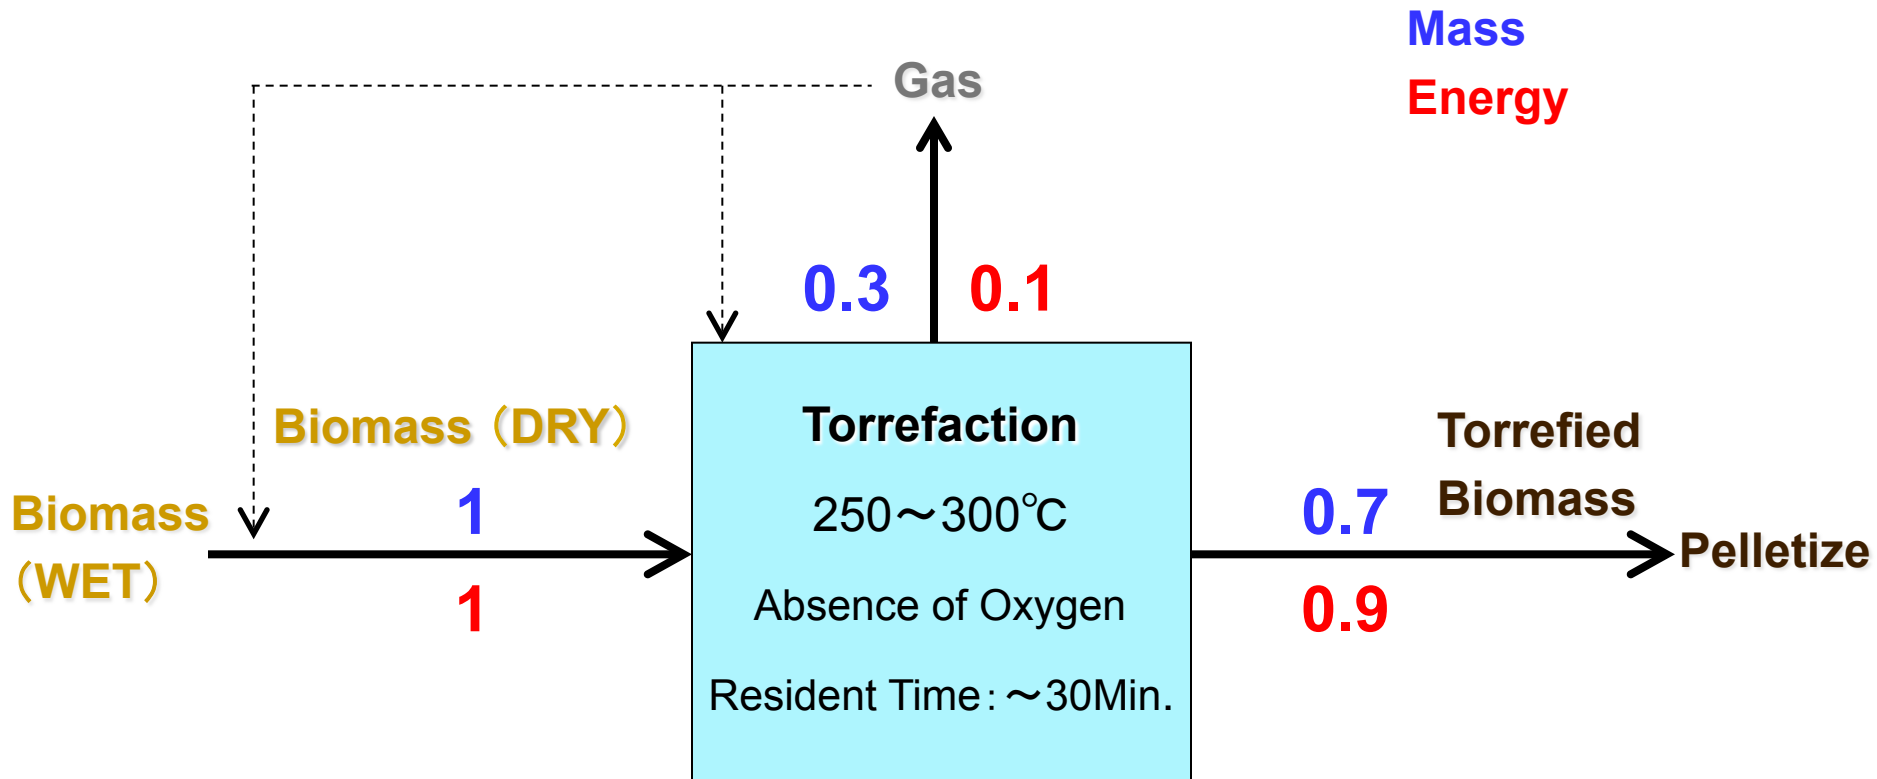 Mass
Energy
Gas
0.3 0.1
Biomass（DRY）
Biomass
（WET）
1
1
Torrefaction
250～300℃
Absence of Oxygen
Resident Time：～30Min.
0.7
0.9
Torrefied
Biomass
Pelletize